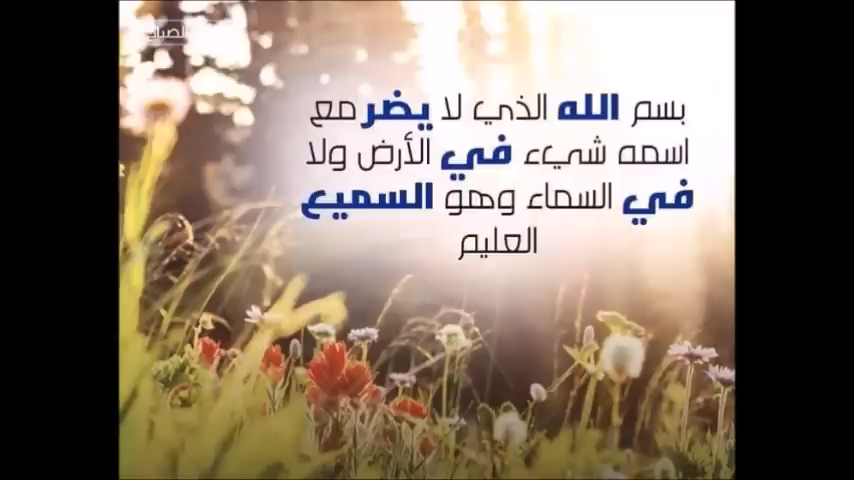 بسم الله الذي لا يضر مع
اسمه شيء في الأرض ولا
في السماء وهو السميع
العليم